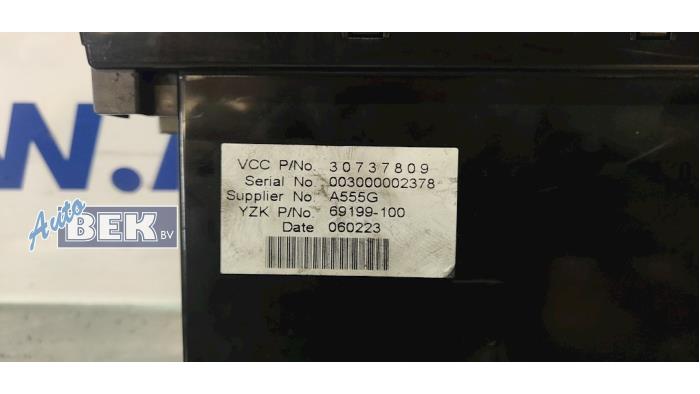 VCC P/No. 30737809
Serial No. 003000002378
Supplier No. A555G
YZK P/No. 69199-100
Date 060223
Auto
BEK BV